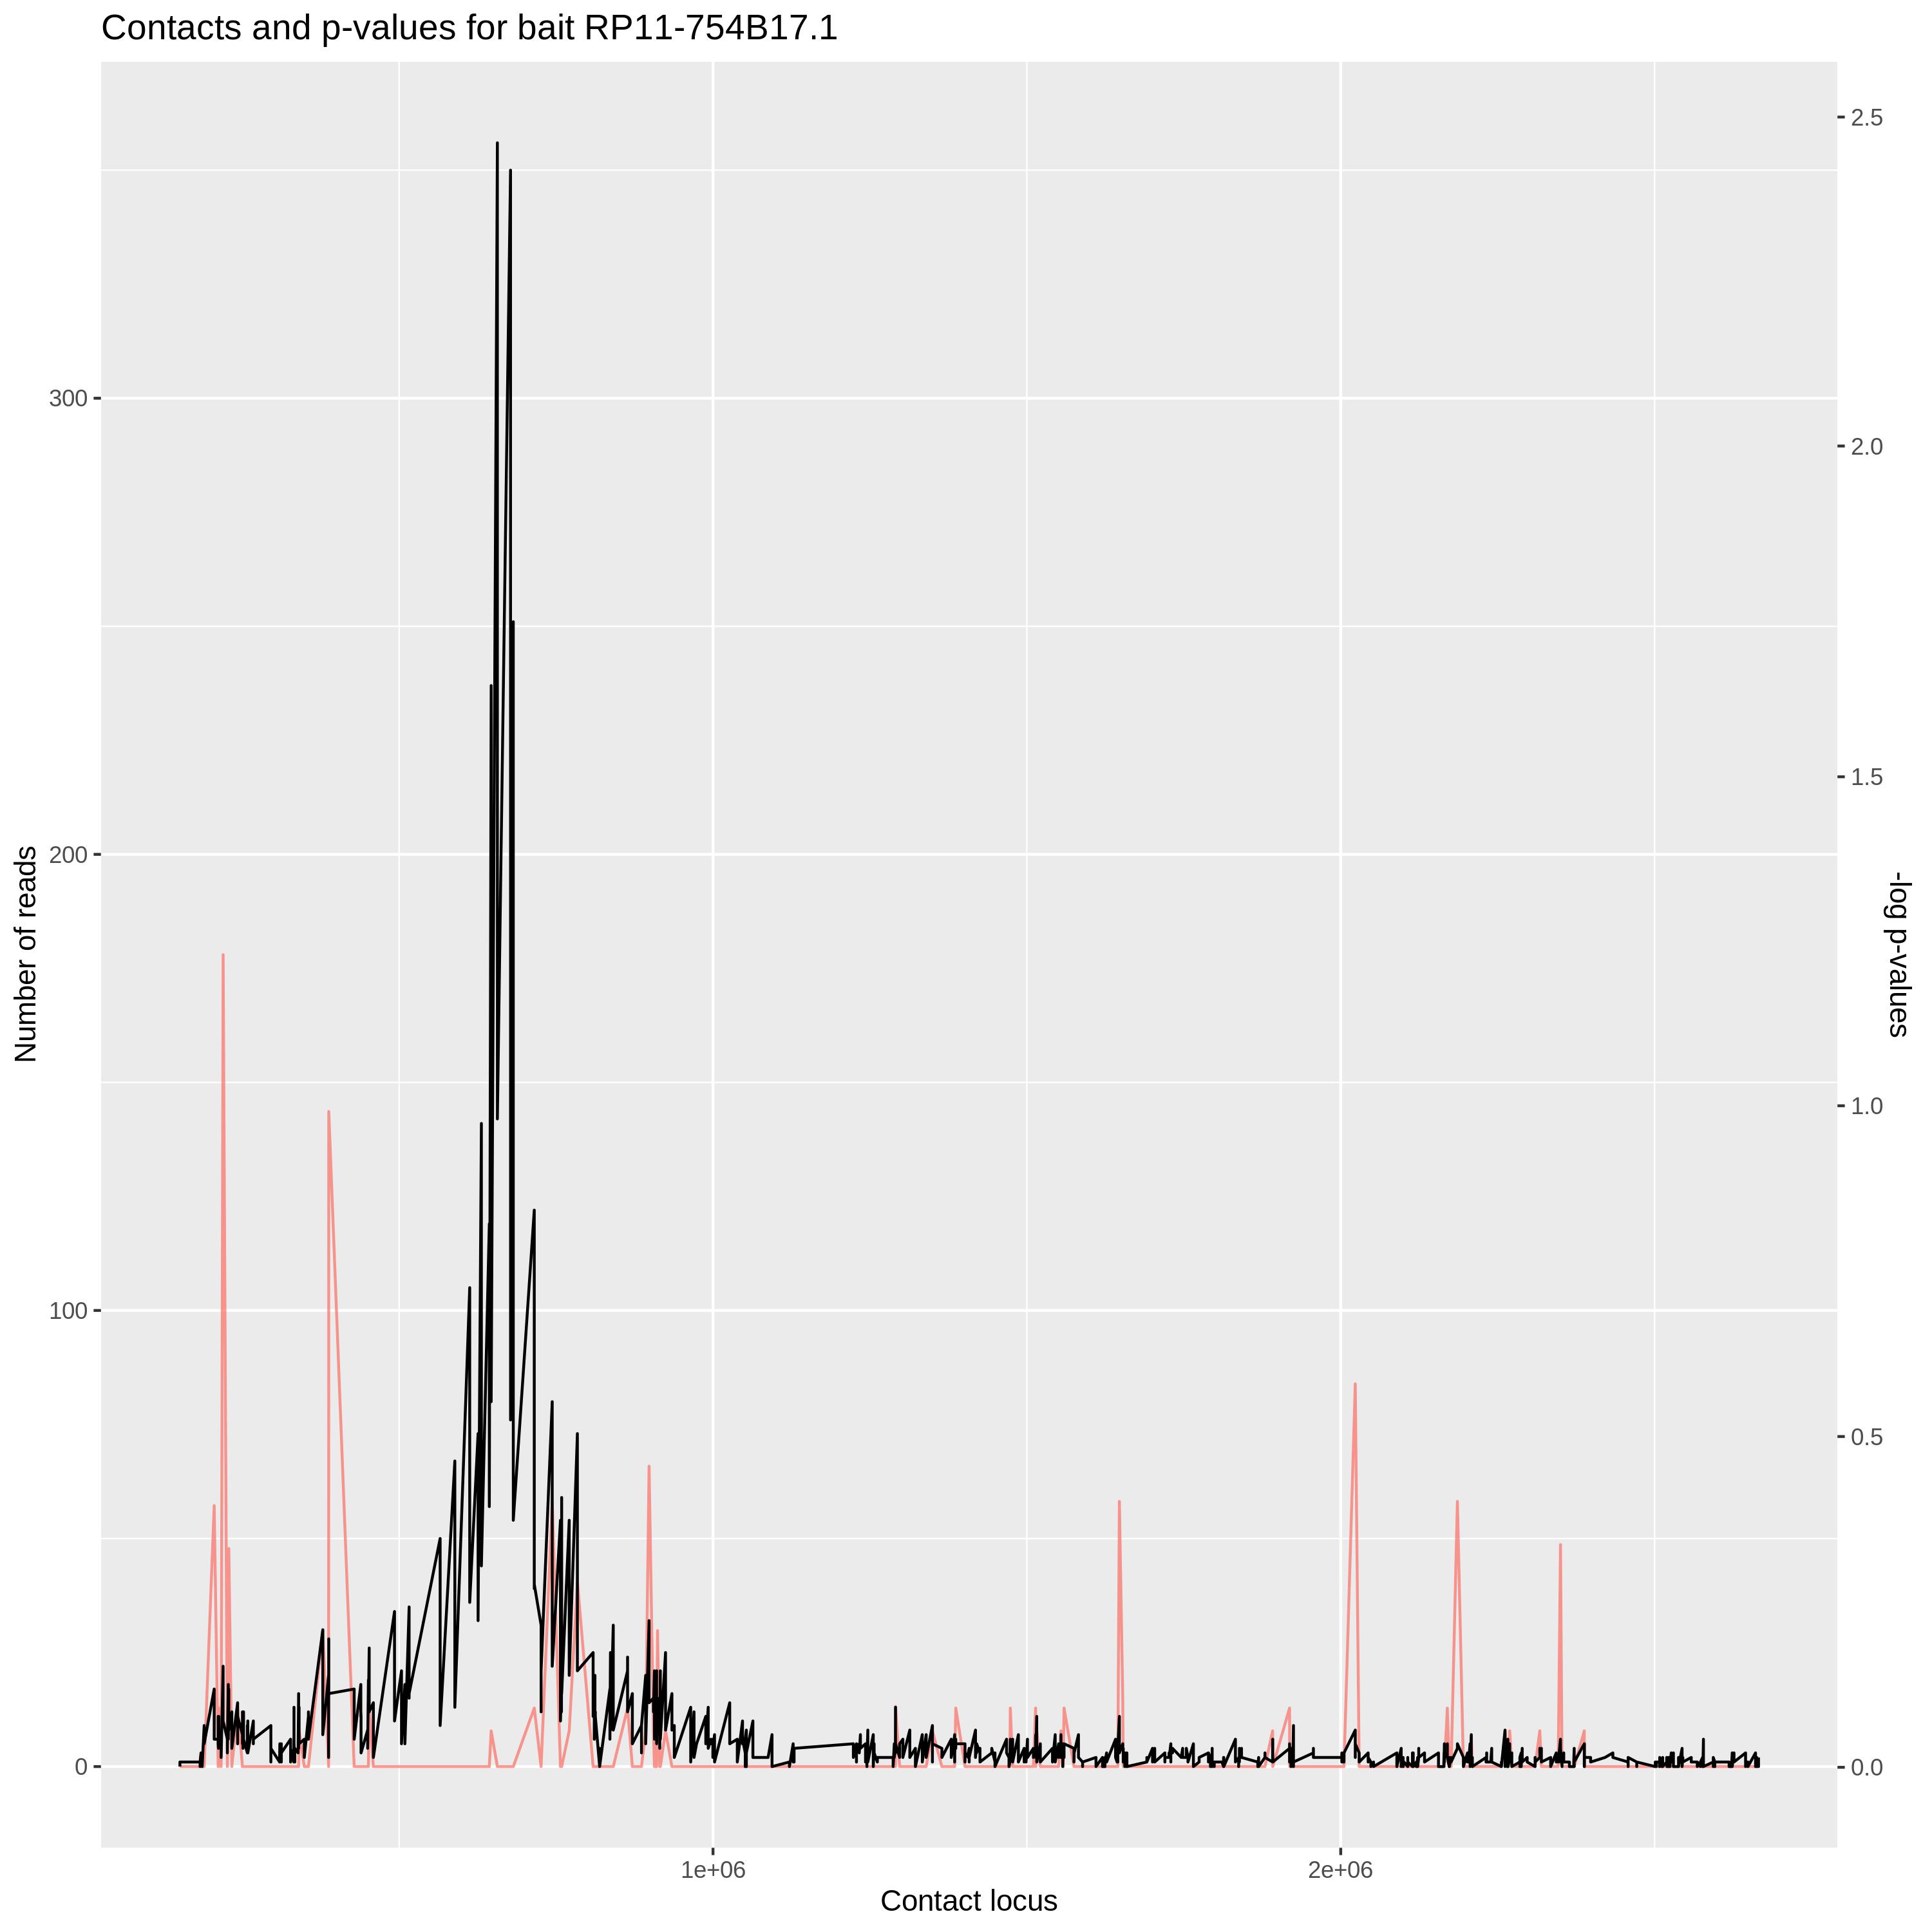 Contacts and p-values for bait RP11-754B17.1
Number of reads
300
200
100
0
2.5
2.0
1.5
1.0
0.5
0.0
-log p-values
1e+06
2e+06
Contact locus